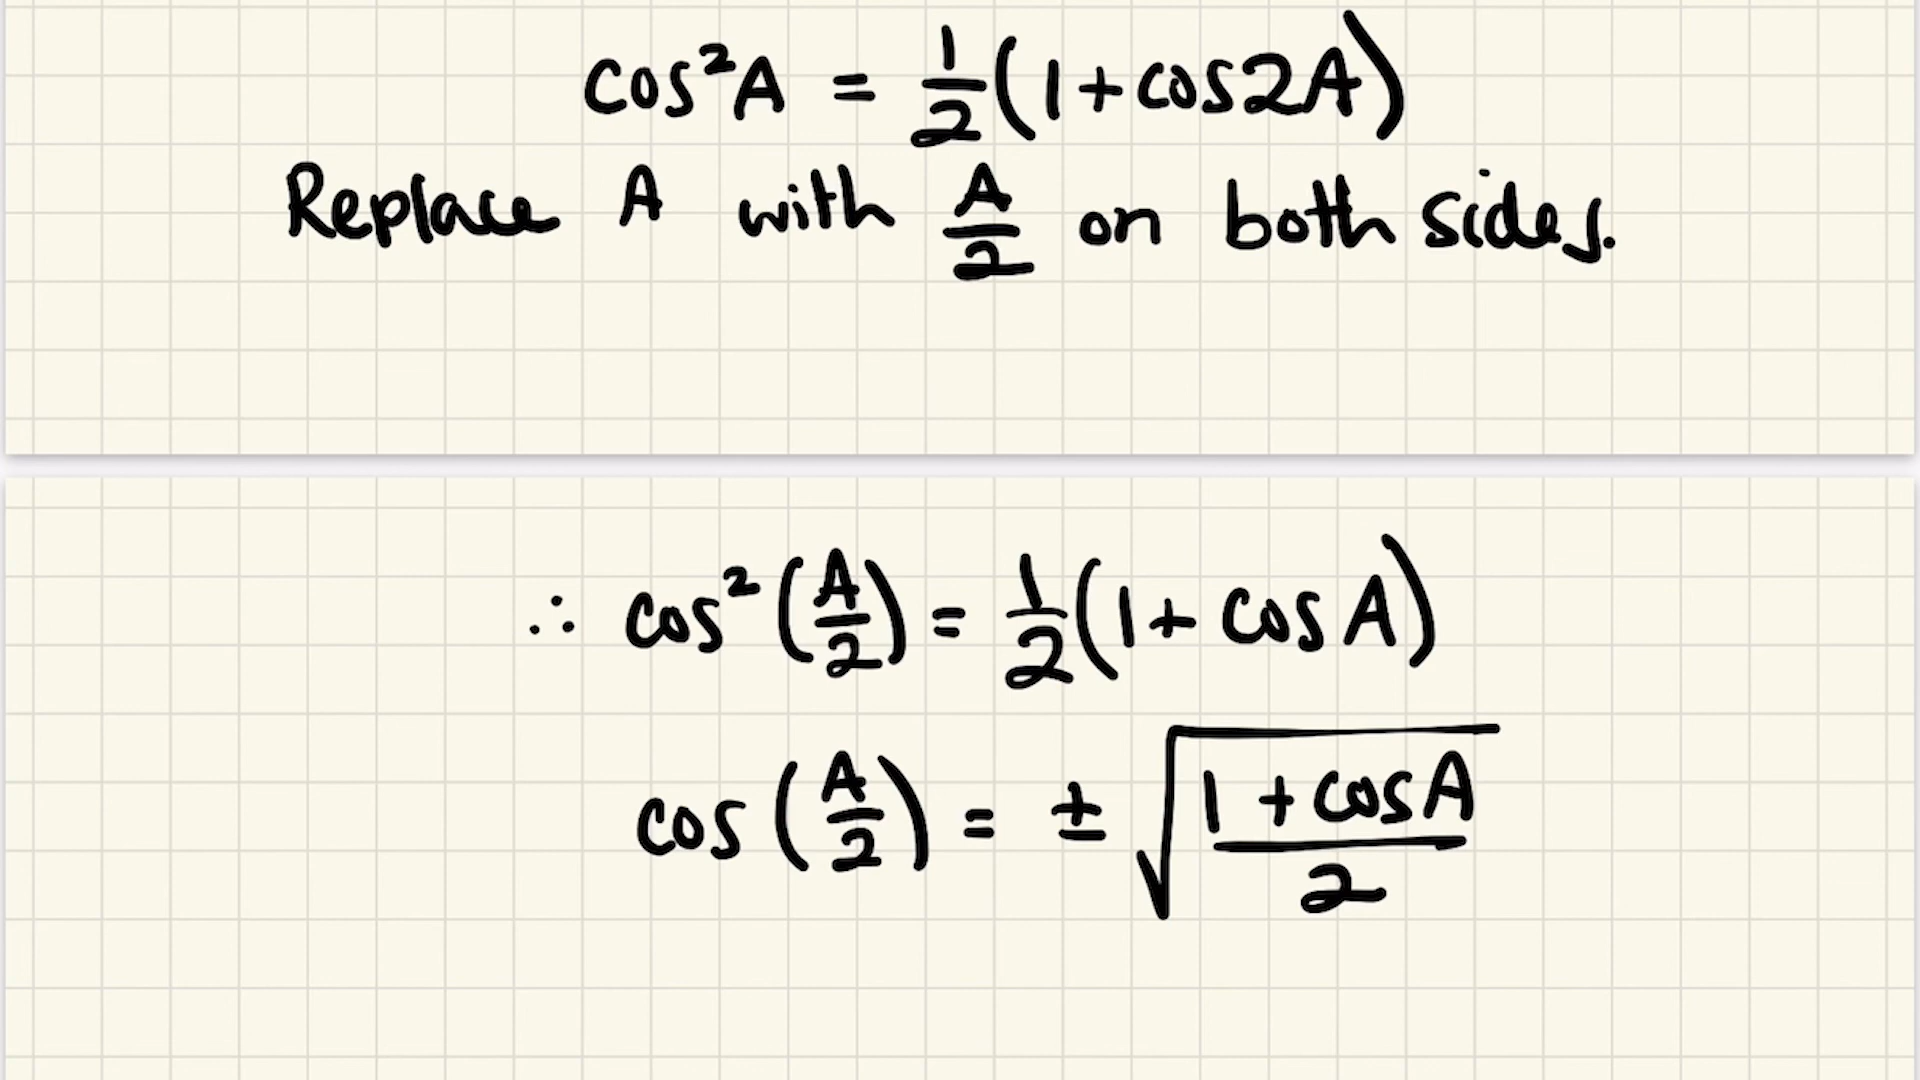 cos²A = 1/2(1+cos2A)
Replace A with A/2 on both sides.
∴ cos²(A/2) = 1/2(1+ cosA)
cos(A/2) = ± √((1+cosA)/2)